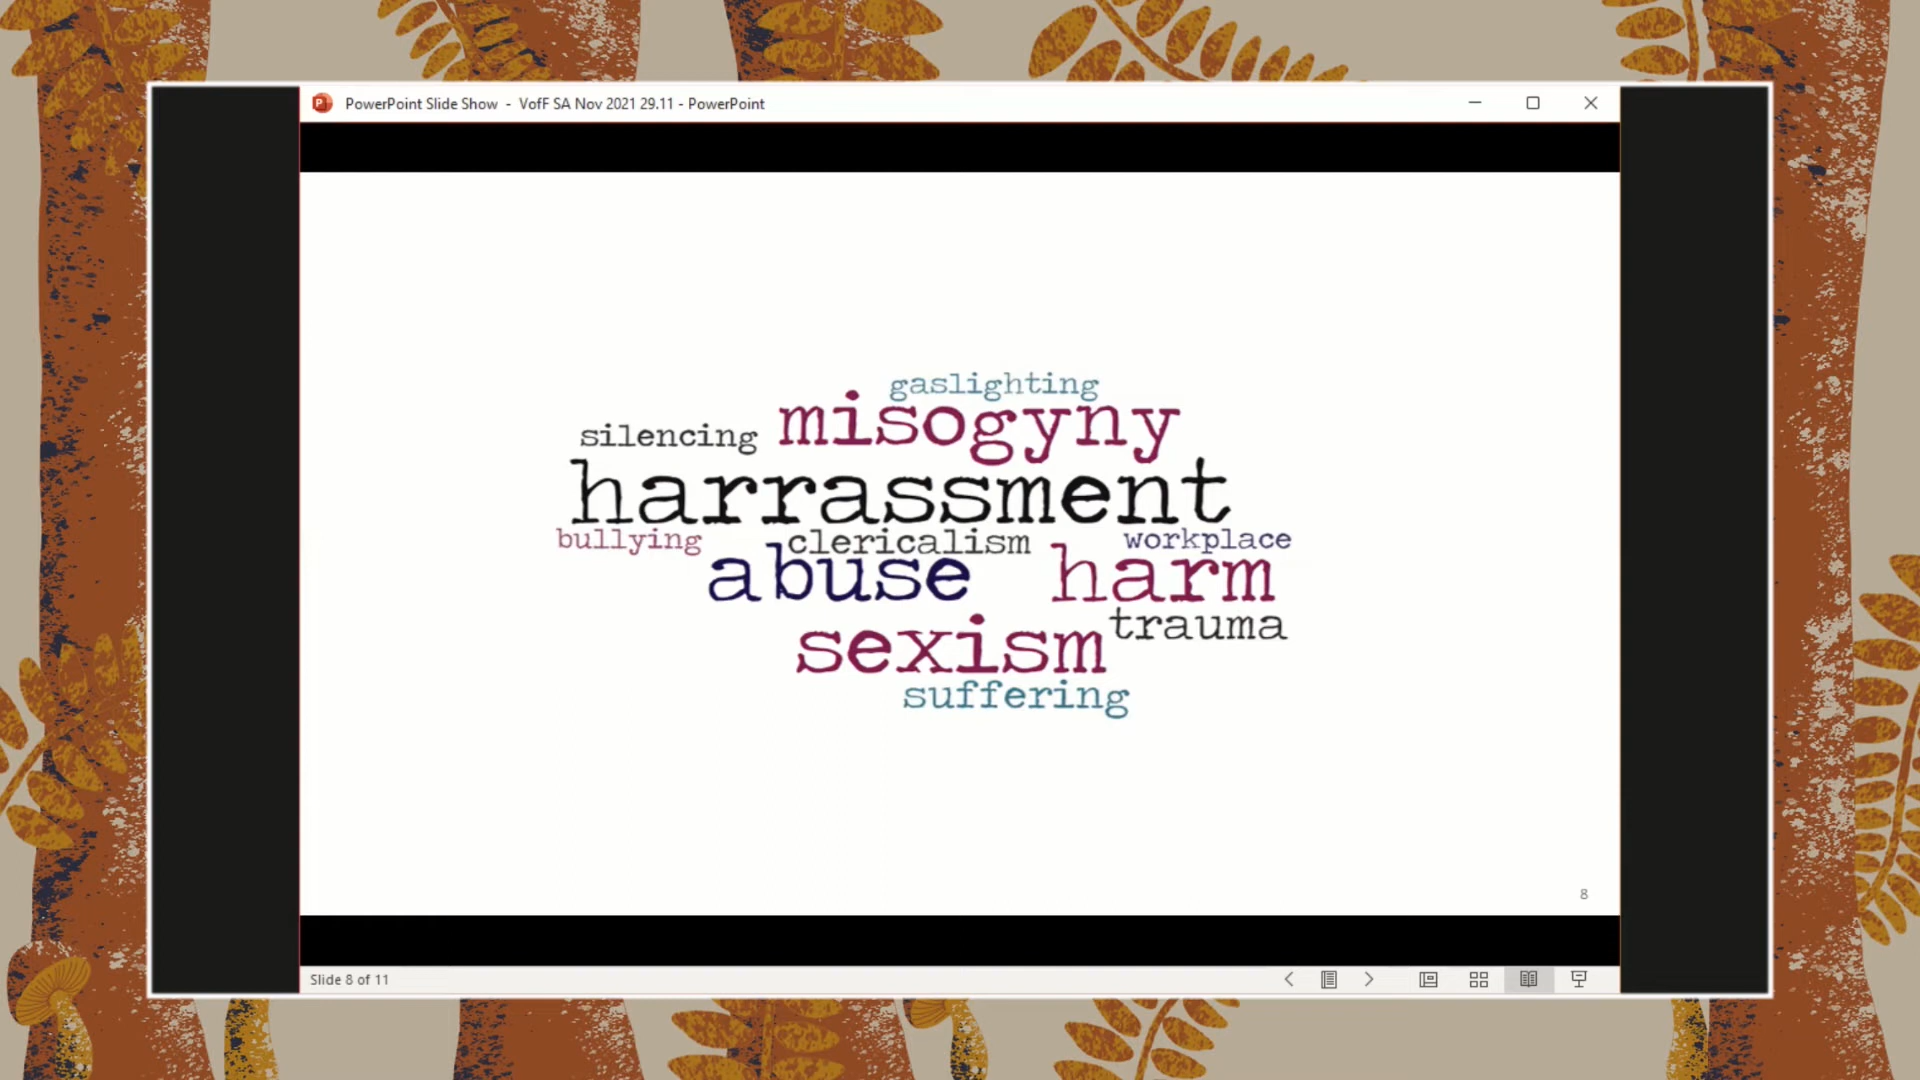 PowerPoint Slide Show - VofF SA Nov 2021 29.11 - PowerPoint
gaslighting
silencing misogyny
harrassment
bullying clericalism workplace
abuse harm
trauma
sexism
suffering
8
Slide 8 of 11